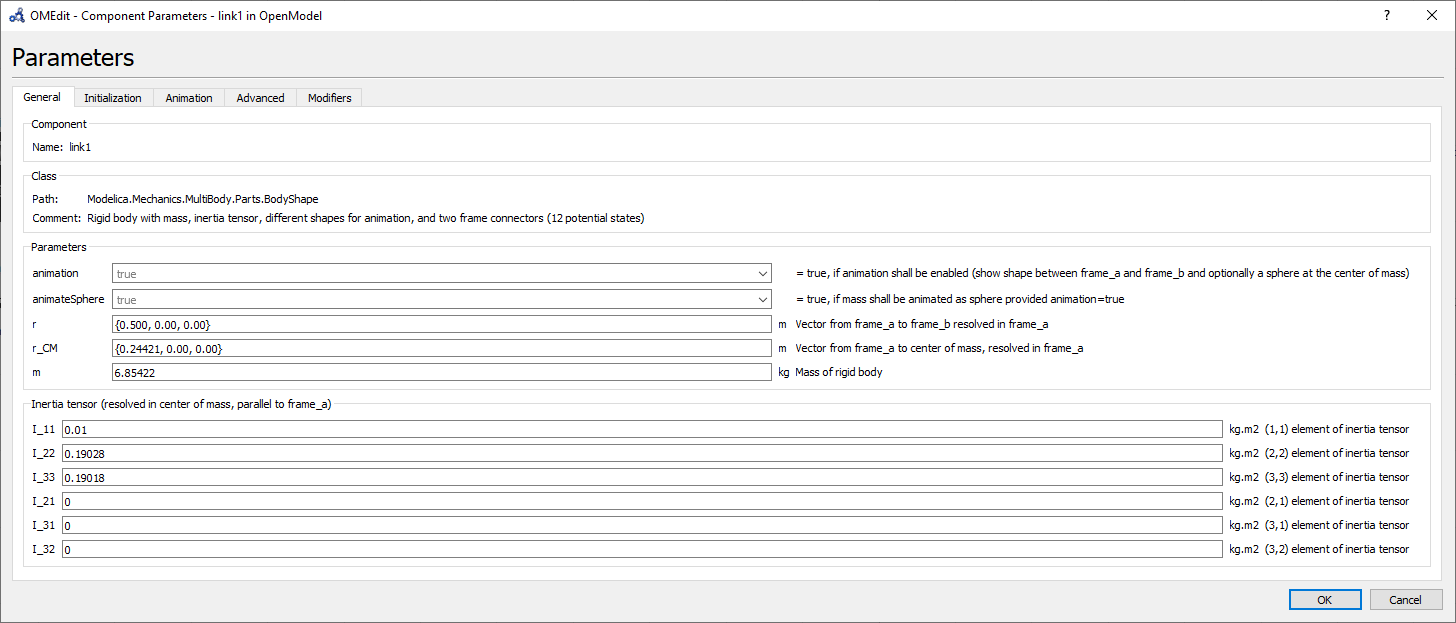 OMEdit - Component Parameters - link1 in OpenModel ?
Parameters
General Initialization Animation Advanced Modifiers
Component
Name: link1
Class
Path: Modelica.Mechanics.MultiBody.Parts.BodyShape
Comment: Rigid body with mass, inertia tensor, different shapes for animation, and two frame connectors (12 potential states)
Parameters
animation true = true, if animation shall be enabled (show shape between frame_a and frame_b and optionally a sphere at the center of mass)
animateSphere true = true, if mass shall be animated as sphere provided animation=true
r {0.500, 0.00, 0.00} m Vector from frame_a to frame_b resolved in frame_a
r_CM {0.24421, 0.00, 0.00} m Vector from frame_a to center of mass, resolved in frame_a
m 6.85422 kg Mass of rigid body
Inertia tensor (resolved in center of mass, parallel to frame_a)
I_11 0.01 kg.m2 (1,1) element of inertia tensor
I_22 0.19028 kg.m2 (2,2) element of inertia tensor
I_33 0.19018 kg.m2 (3,3) element of inertia tensor
I_21 0 kg.m2 (2,1) element of inertia tensor
I_31 0 kg.m2 (3,1) element of inertia tensor
I_32 0 kg.m2 (3,2) element of inertia tensor
OK Cancel